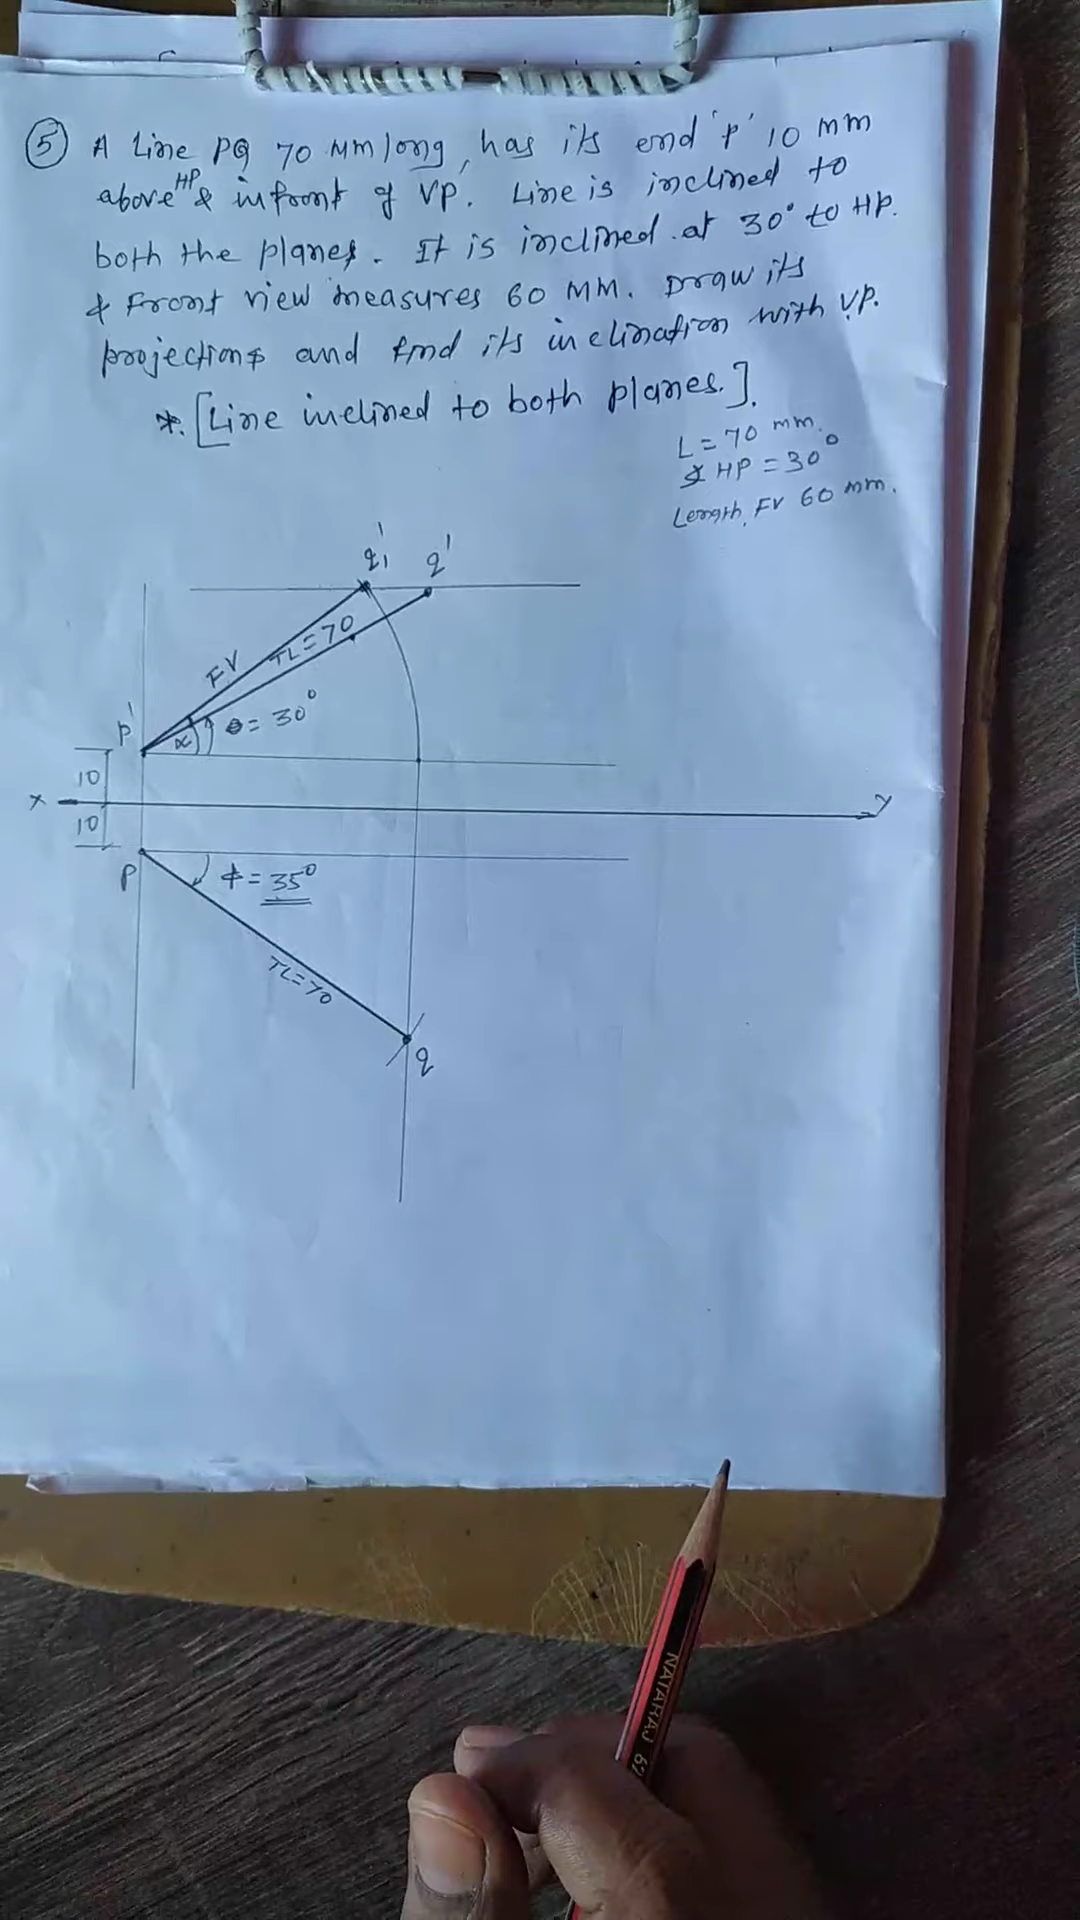 ⑤ A Line PQ 70 MM long, has its end 'P' 10 mm
above HP & infront of VP. Line is inclined to
both the planes. It is inclined at 30° to HP.
& Front view measures 60 MM. Draw its
projections and find its inclination with VP.
*. [Line inclined to both planes.].
L = 70 mm.
∠ HP = 30°
Length, FV 60 mm.
q1' q'
FV
TL = 70
p'
α
θ = 30°
10
x y
10
p
ϕ = 35°
TL = 70
q
NATARAJ 62